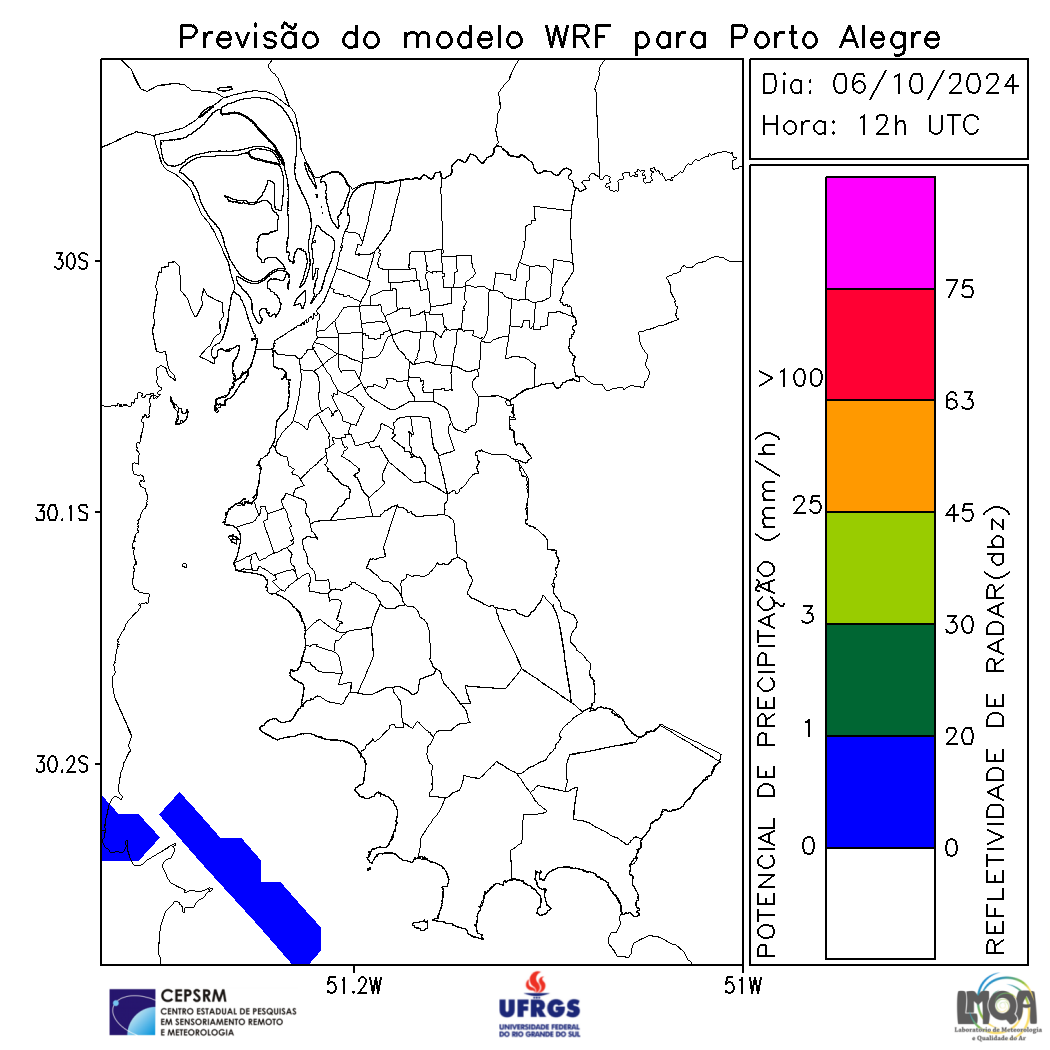 Previsão do modelo WRF para Porto Alegre
Dia: 06/10/2024
Hora: 12h UTC
30S
30.1S
30.2S
51.2W
51W
POTENCIAL DE PRECIPITAÇÃO (mm/h)
>100
25
3
1
0
75
63
45
30
20
0
REFLETIVIDADE DE RADAR(dbz)
CEPSRM
CENTRO ESTADUAL DE PESQUISAS
EM SENSORIAMENTO REMOTO
E METEOROLOGIA
UFRGS
UNIVERSIDADE FEDERAL
DO RIO GRANDE DO SUL
LMQA
Laboratório de Meteorologia
e Qualidade do Ar